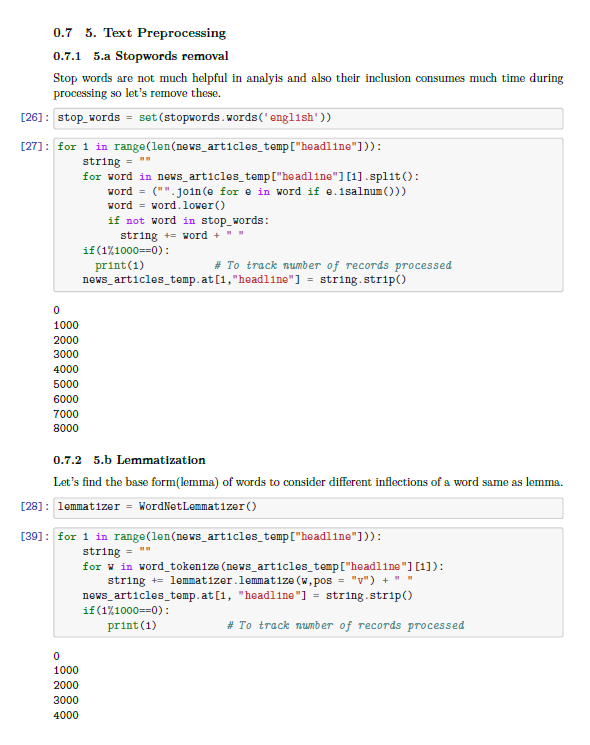 0.7 5. Text Preprocessing
0.7.1 5.a Stopwords removal
Stop words are not much helpful in analyis and also their inclusion consumes much time during
processing so let's remove these.
[26]: stop_words = set(stopwords.words('english'))
[27]: for i in range(len(news_articles_temp["headline"])):
    string = ""
    for word in news_articles_temp["headline"][i].split():
        word = ("".join(e for e in word if e.isalnum()))
        word = word.lower()
        if not word in stop_words:
          string += word + " "
    if(i%1000==0):
      print(i)           # To track number of records processed
    news_articles_temp.at[i,"headline"] = string.strip()
0
1000
2000
3000
4000
5000
6000
7000
8000
0.7.2 5.b Lemmatization
Let's find the base form(lemma) of words to consider different inflections of a word same as lemma.
[28]: lemmatizer = WordNetLemmatizer()
[39]: for i in range(len(news_articles_temp["headline"])):
    string = ""
    for w in word_tokenize(news_articles_temp["headline"][i]):
        string += lemmatizer.lemmatize(w,pos = "v") + " "
    news_articles_temp.at[i, "headline"] = string.strip()
    if(i%1000==0):
        print(i)           # To track number of records processed
0
1000
2000
3000
4000